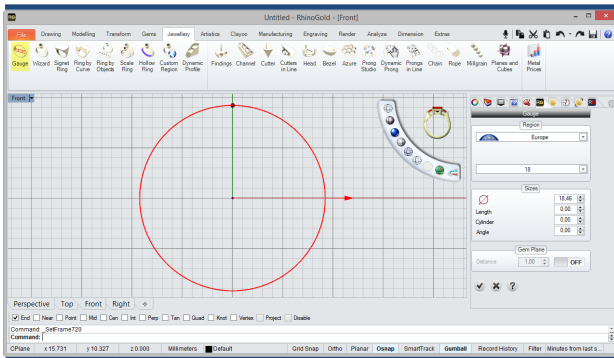 Untitled - RhinoGold - [Front]
File Drawing Modelling Transform Gems Jewellery Artistics Clayoo Manufacturing Engraving Render Analyze Dimension Extras
Gauge Wizard Signet Ring Ring by Curve Ring by Objects Scale Ring Hollow Ring Custom Region Dynamic Profile Findings Channel Cutter Cutters in Line Head Bezel Azure Prong Studio Dynamic Prong Prongs in Line Chain Rope Millgrain Planes and Cubes Metal Prices
Front
Gauge
Region
Europe
18
Sizes
18,46
Length 0,00
Cylinder 0,00
Angle 0,00
Gem Plane
Distance 1,00 OFF
Perspective Top Front Right
End Near Point Mid Cen Int Perp Tan Quad Knot Vertex Project Disable
Command: _SetFrame720
Command:
CPlane x 15.731 y 10.327 z 0.000 Millimeters Default Grid Snap Ortho Planar Osnap SmartTrack Gumball Record History Filter Minutes from last s...